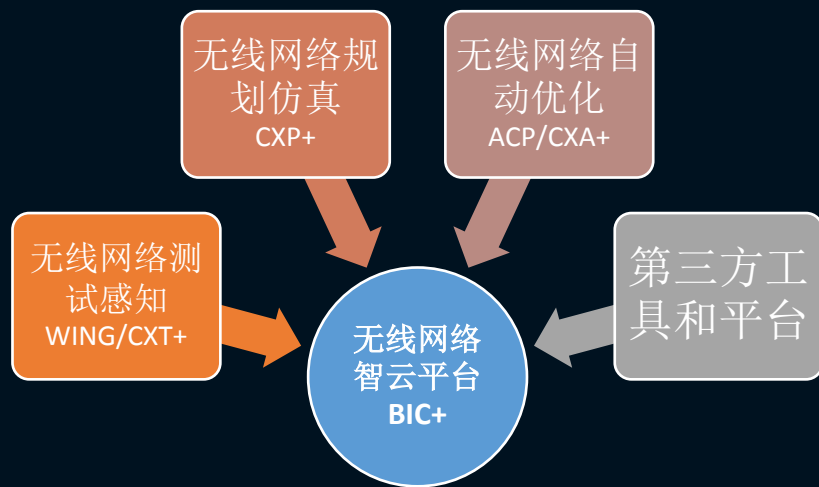 无线网络规
划仿真
CXP+
无线网络自
动优化
ACP/CXA+
无线网络测
试感知
WING/CXT+
第三方工
具和平台
无线网络
智云平台
BIC+